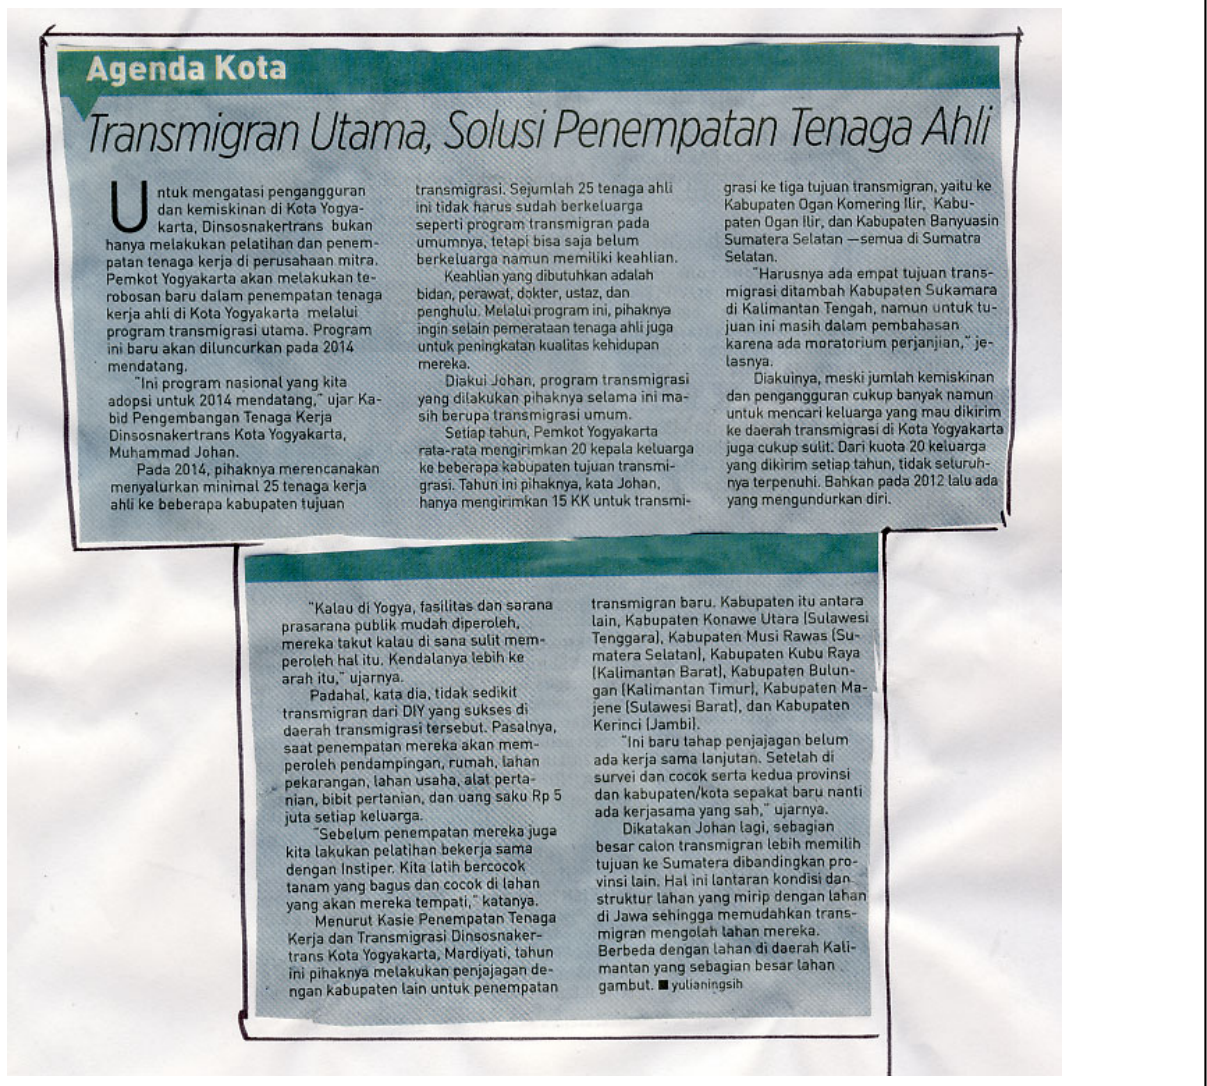 Agenda Kota
Transmigran Utama, Solusi Penempatan Tenaga Ahli
Untuk mengatasi pengangguran
dan kemiskinan di Kota Yogya-
karta, Dinsosnakertrans bukan
hanya melakukan pelatihan dan penem-
patan tenaga kerja di perusahaan mitra.
Pemkot Yogyakarta akan melakukan te-
robosan baru dalam penempatan tenaga
kerja ahli di Kota Yogyakarta melalui
program transmigrasi utama. Program
ini baru akan diluncurkan pada 2014
mendatang.
"Ini program nasional yang kita
adopsi untuk 2014 mendatang," ujar Ka-
bid Pengembangan Tenaga Kerja
Dinsosnakertrans Kota Yogyakarta,
Muhammad Johan.
Pada 2014, pihaknya merencanakan
menyalurkan minimal 25 tenaga kerja
ahli ke beberapa kabupaten tujuan
transmigrasi. Sejumlah 25 tenaga ahli
ini tidak harus sudah berkeluarga
seperti program transmigran pada
umumnya, tetapi bisa saja belum
berkeluarga namun memiliki keahlian.
Keahlian yang dibutuhkan adalah
bidan, perawat, dokter, ustaz, dan
penghulu. Melalui program ini, pihaknya
ingin selain pemerataan tenaga ahli juga
untuk peningkatan kualitas kehidupan
mereka.
Diakui Johan, program transmigrasi
yang dilakukan pihaknya selama ini ma-
sih berupa transmigrasi umum.
Setiap tahun, Pemkot Yogyakarta
rata-rata mengirimkan 20 kepala keluarga
ke beberapa kabupaten tujuan transmi-
grasi. Tahun ini pihaknya, kata Johan,
hanya mengirimkan 15 KK untuk transmi-
grasi ke tiga tujuan transmigran, yaitu ke
Kabupaten Ogan Komering Ilir, Kabu-
paten Ogan Ilir, dan Kabupaten Banyuasin
Sumatera Selatan —semua di Sumatra
Selatan.
"Harusnya ada empat tujuan trans-
migrasi ditambah Kabupaten Sukamara
di Kalimantan Tengah, namun untuk tu-
juan ini masih dalam pembahasan
karena ada moratorium perjanjian," je-
lasnya.
Diakuinya, meski jumlah kemiskinan
dan pengangguran cukup banyak namun
untuk mencari keluarga yang mau dikirim
ke daerah transmigrasi di Kota Yogyakarta
juga cukup sulit. Dari kuota 20 keluarga
yang dikirim setiap tahun, tidak seluruh-
nya terpenuhi. Bahkan pada 2012 lalu ada
yang mengundurkan diri.
"Kalau di Yogya, fasilitas dan sarana
prasarana publik mudah diperoleh,
mereka takut kalau di sana sulit mem-
peroleh hal itu. Kendalanya lebih ke
arah itu," ujarnya.
Padahal, kata dia, tidak sedikit
transmigran dari DIY yang sukses di
daerah transmigrasi tersebut. Pasalnya,
saat penempatan mereka akan mem-
peroleh pendampingan, rumah, lahan
pekarangan, lahan usaha, alat perta-
nian, bibit pertanian, dan uang saku Rp 5
juta setiap keluarga.
"Sebelum penempatan mereka juga
kita lakukan pelatihan bekerja sama
dengan Instiper. Kita latih bercocok
tanam yang bagus dan cocok di lahan
yang akan mereka tempati," katanya.
Menurut Kasie Penempatan Tenaga
Kerja dan Transmigrasi Dinsosnaker-
trans Kota Yogyakarta, Mardiyati, tahun
ini pihaknya melakukan penjajagan de-
ngan kabupaten lain untuk penempatan
transmigran baru. Kabupaten itu antara
lain, Kabupaten Konawe Utara (Sulawesi
Tenggara), Kabupaten Musi Rawas (Su-
matera Selatan), Kabupaten Kubu Raya
(Kalimantan Barat), Kabupaten Bulun-
gan (Kalimantan Timur), Kabupaten Ma-
jene (Sulawesi Barat), dan Kabupaten
Kerinci (Jambi).
"Ini baru tahap penjajagan belum
ada kerja sama lanjutan. Setelah di
survei dan cocok serta kedua provinsi
dan kabupaten/kota sepakat baru nanti
ada kerjasama yang sah," ujarnya.
Dikatakan Johan lagi, sebagian
besar calon transmigran lebih memilih
tujuan ke Sumatera dibandingkan pro-
vinsi lain. Hal ini lantaran kondisi dan
struktur lahan yang mirip dengan lahan
di Jawa sehingga memudahkan trans-
migran mengolah lahan mereka.
Berbeda dengan lahan di daerah Kali-
mantan yang sebagian besar lahan
gambut. ■ yulianingsih